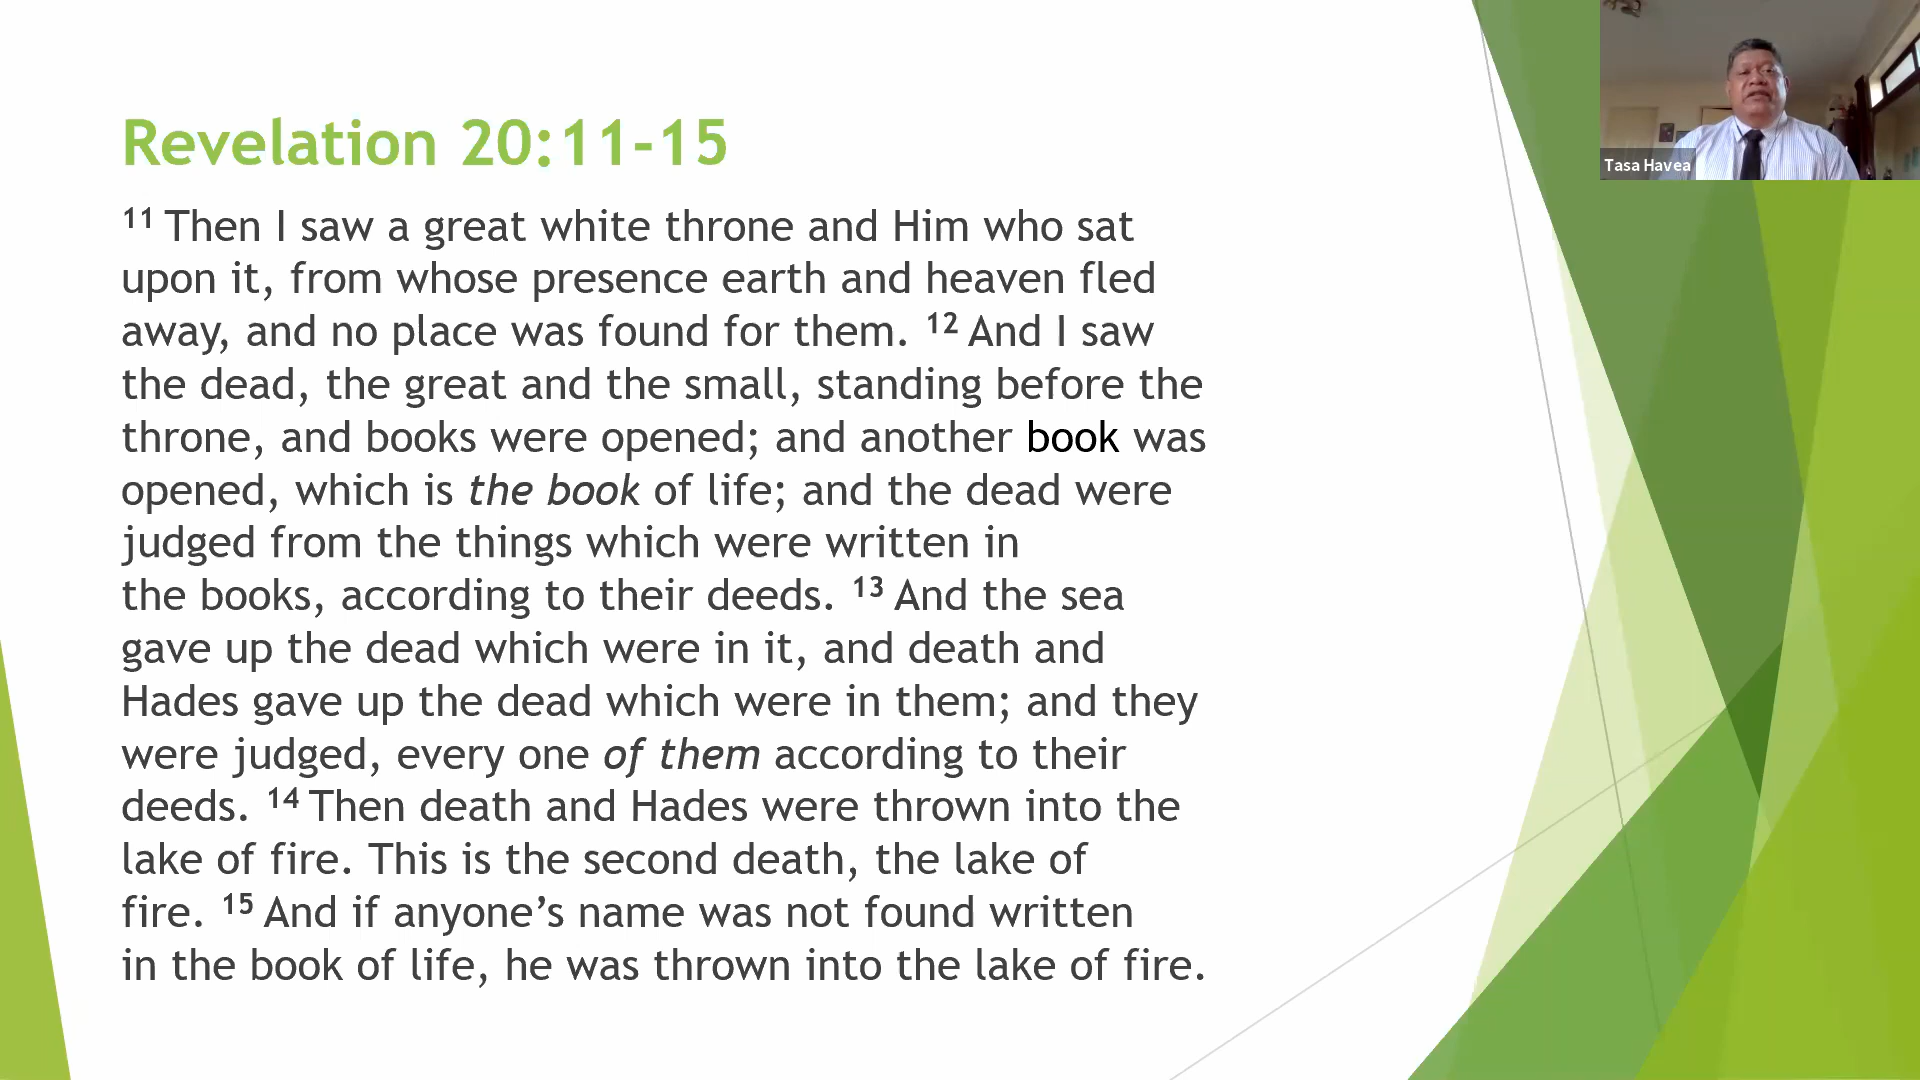 Revelation 20:11-15
11 Then I saw a great white throne and Him who sat
upon it, from whose presence earth and heaven fled
away, and no place was found for them. 12 And I saw
the dead, the great and the small, standing before the
throne, and books were opened; and another book was
opened, which is the book of life; and the dead were
judged from the things which were written in
the books, according to their deeds. 13 And the sea
gave up the dead which were in it, and death and
Hades gave up the dead which were in them; and they
were judged, every one of them according to their
deeds. 14 Then death and Hades were thrown into the
lake of fire. This is the second death, the lake of
fire. 15 And if anyone’s name was not found written
in the book of life, he was thrown into the lake of fire.
Tasa Havea